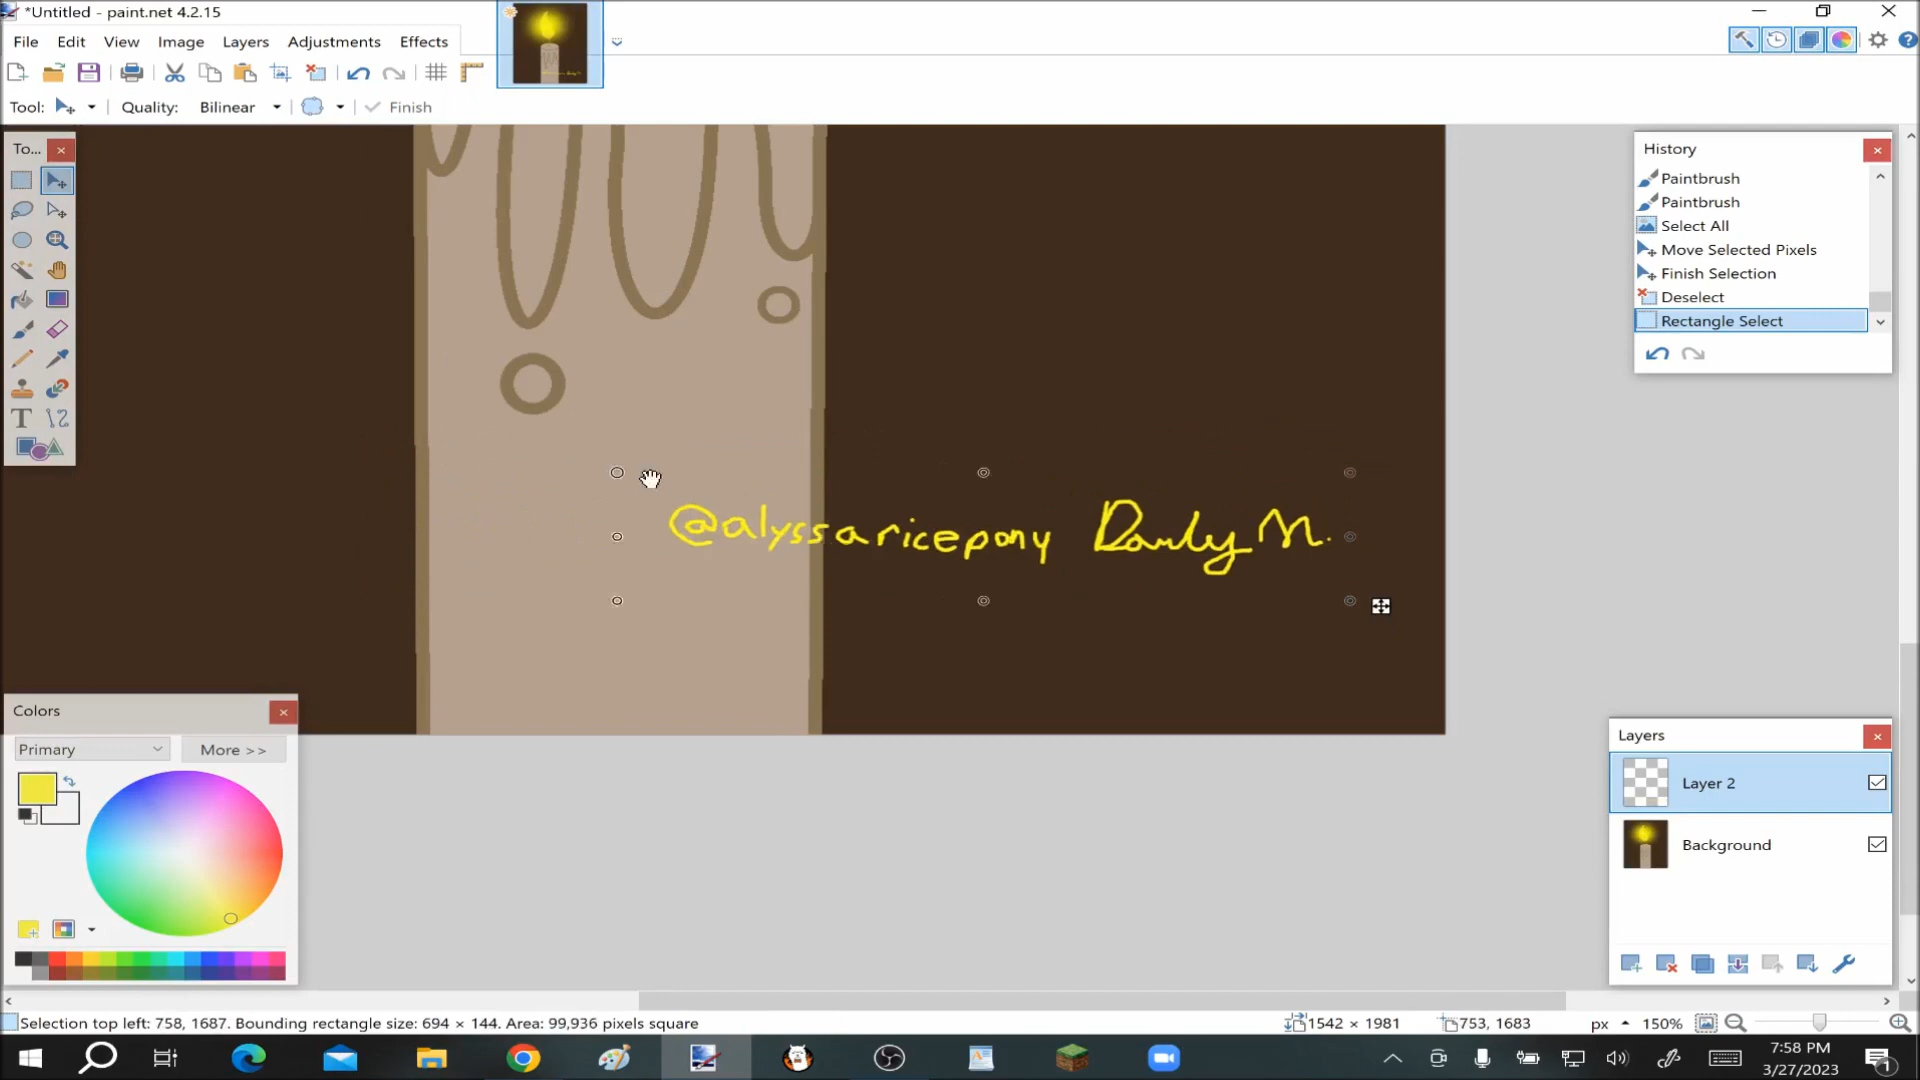 *Untitled - paint.net 4.2.15
File Edit View Image Layers Adjustments Effects
Tool: Quality: Bilinear Finish
To...
History
Paintbrush
Paintbrush
Select All
Move Selected Pixels
Finish Selection
Deselect
Rectangle Select
@alyssaricepony
Colors
Primary More >>
Layers
Layer 2
Background
Selection top left: 758, 1687. Bounding rectangle size: 694 × 144. Area: 99,936 pixels square 1542 × 1981 753, 1683 px 150%
7:58 PM
3/27/2023
1